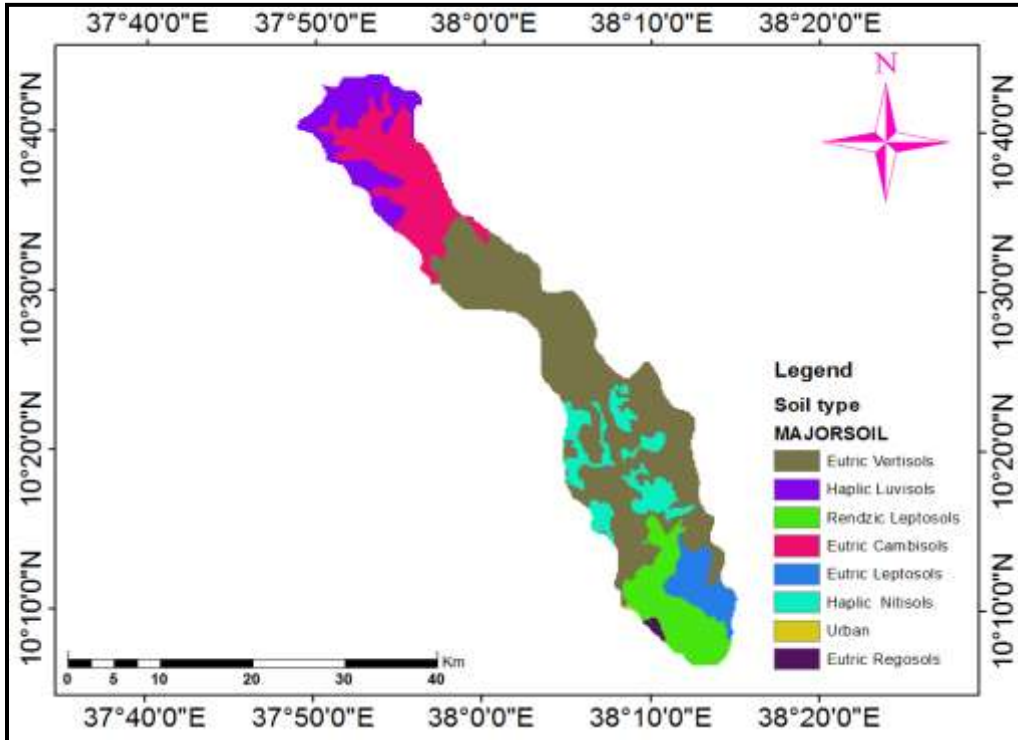 37°40'0"E 37°50'0"E 38°0'0"E 38°10'0"E 38°20'0"E
N
10°40'0"N 10°40'0"N
10°30'0"N 10°30'0"N
Legend
Soil type
MAJORSOIL
10°20'0"N 10°20'0"N
Eutric Vertisols
Haplic Luvisols
Rendzic Leptosols
Eutric Cambisols
Eutric Leptosols
Haplic Nitisols
10°10'0"N 10°10'0"N
Urban
Eutric Regosols
Km
0 5 10 20 30 40
37°40'0"E 37°50'0"E 38°0'0"E 38°10'0"E 38°20'0"E